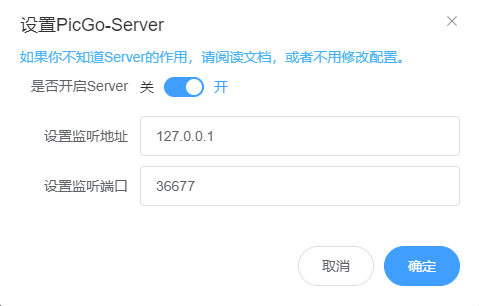 设置PicGo-Server
如果你不知道Server的作用，请阅读文档，或者不用修改配置。
是否开启Server 关 开
设置监听地址 127.0.0.1
设置监听端口 36677
取消 确定